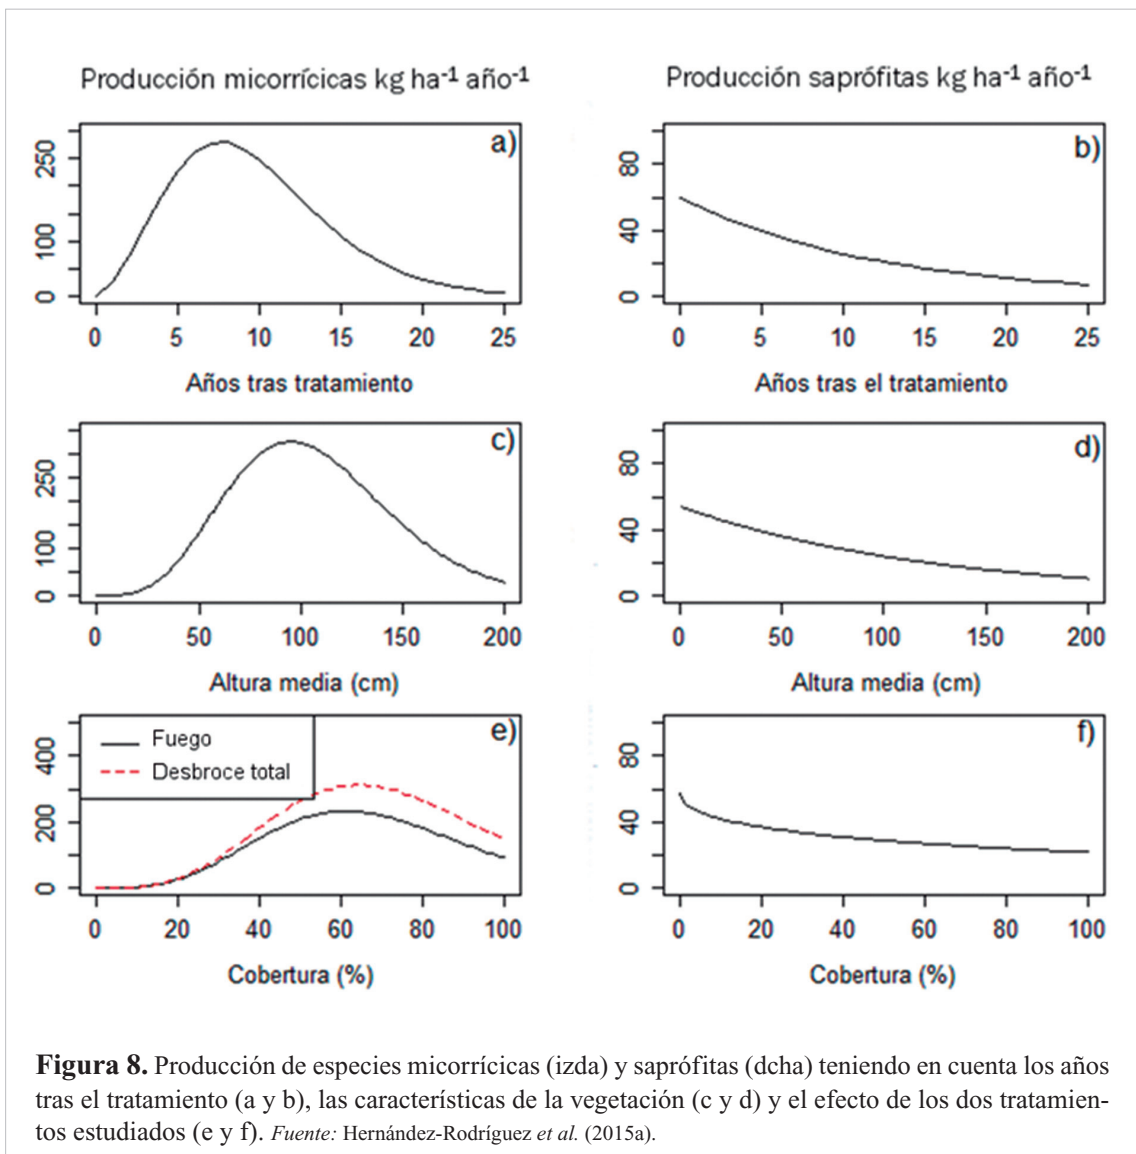 Producción micorrícicas kg ha⁻¹ año⁻¹
Producción saprófitas kg ha⁻¹ año⁻¹
a)
250
100
0
0 5 10 15 20 25
Años tras tratamiento
b)
80
40
0
0 5 10 15 20 25
Años tras el tratamiento
c)
250
100
0
0 50 100 150 200
Altura media (cm)
d)
80
40
0
0 50 100 150 200
Altura media (cm)
e)
Fuego
Desbroce total
400
200
0
0 20 40 60 80 100
Cobertura (%)
f)
80
40
0
0 20 40 60 80 100
Cobertura (%)
Figura 8. Producción de especies micorrícicas (izda) y saprófitas (dcha) teniendo en cuenta los años
tras el tratamiento (a y b), las características de la vegetación (c y d) y el efecto de los dos tratamien-
tos estudiados (e y f). Fuente: Hernández-Rodríguez et al. (2015a).